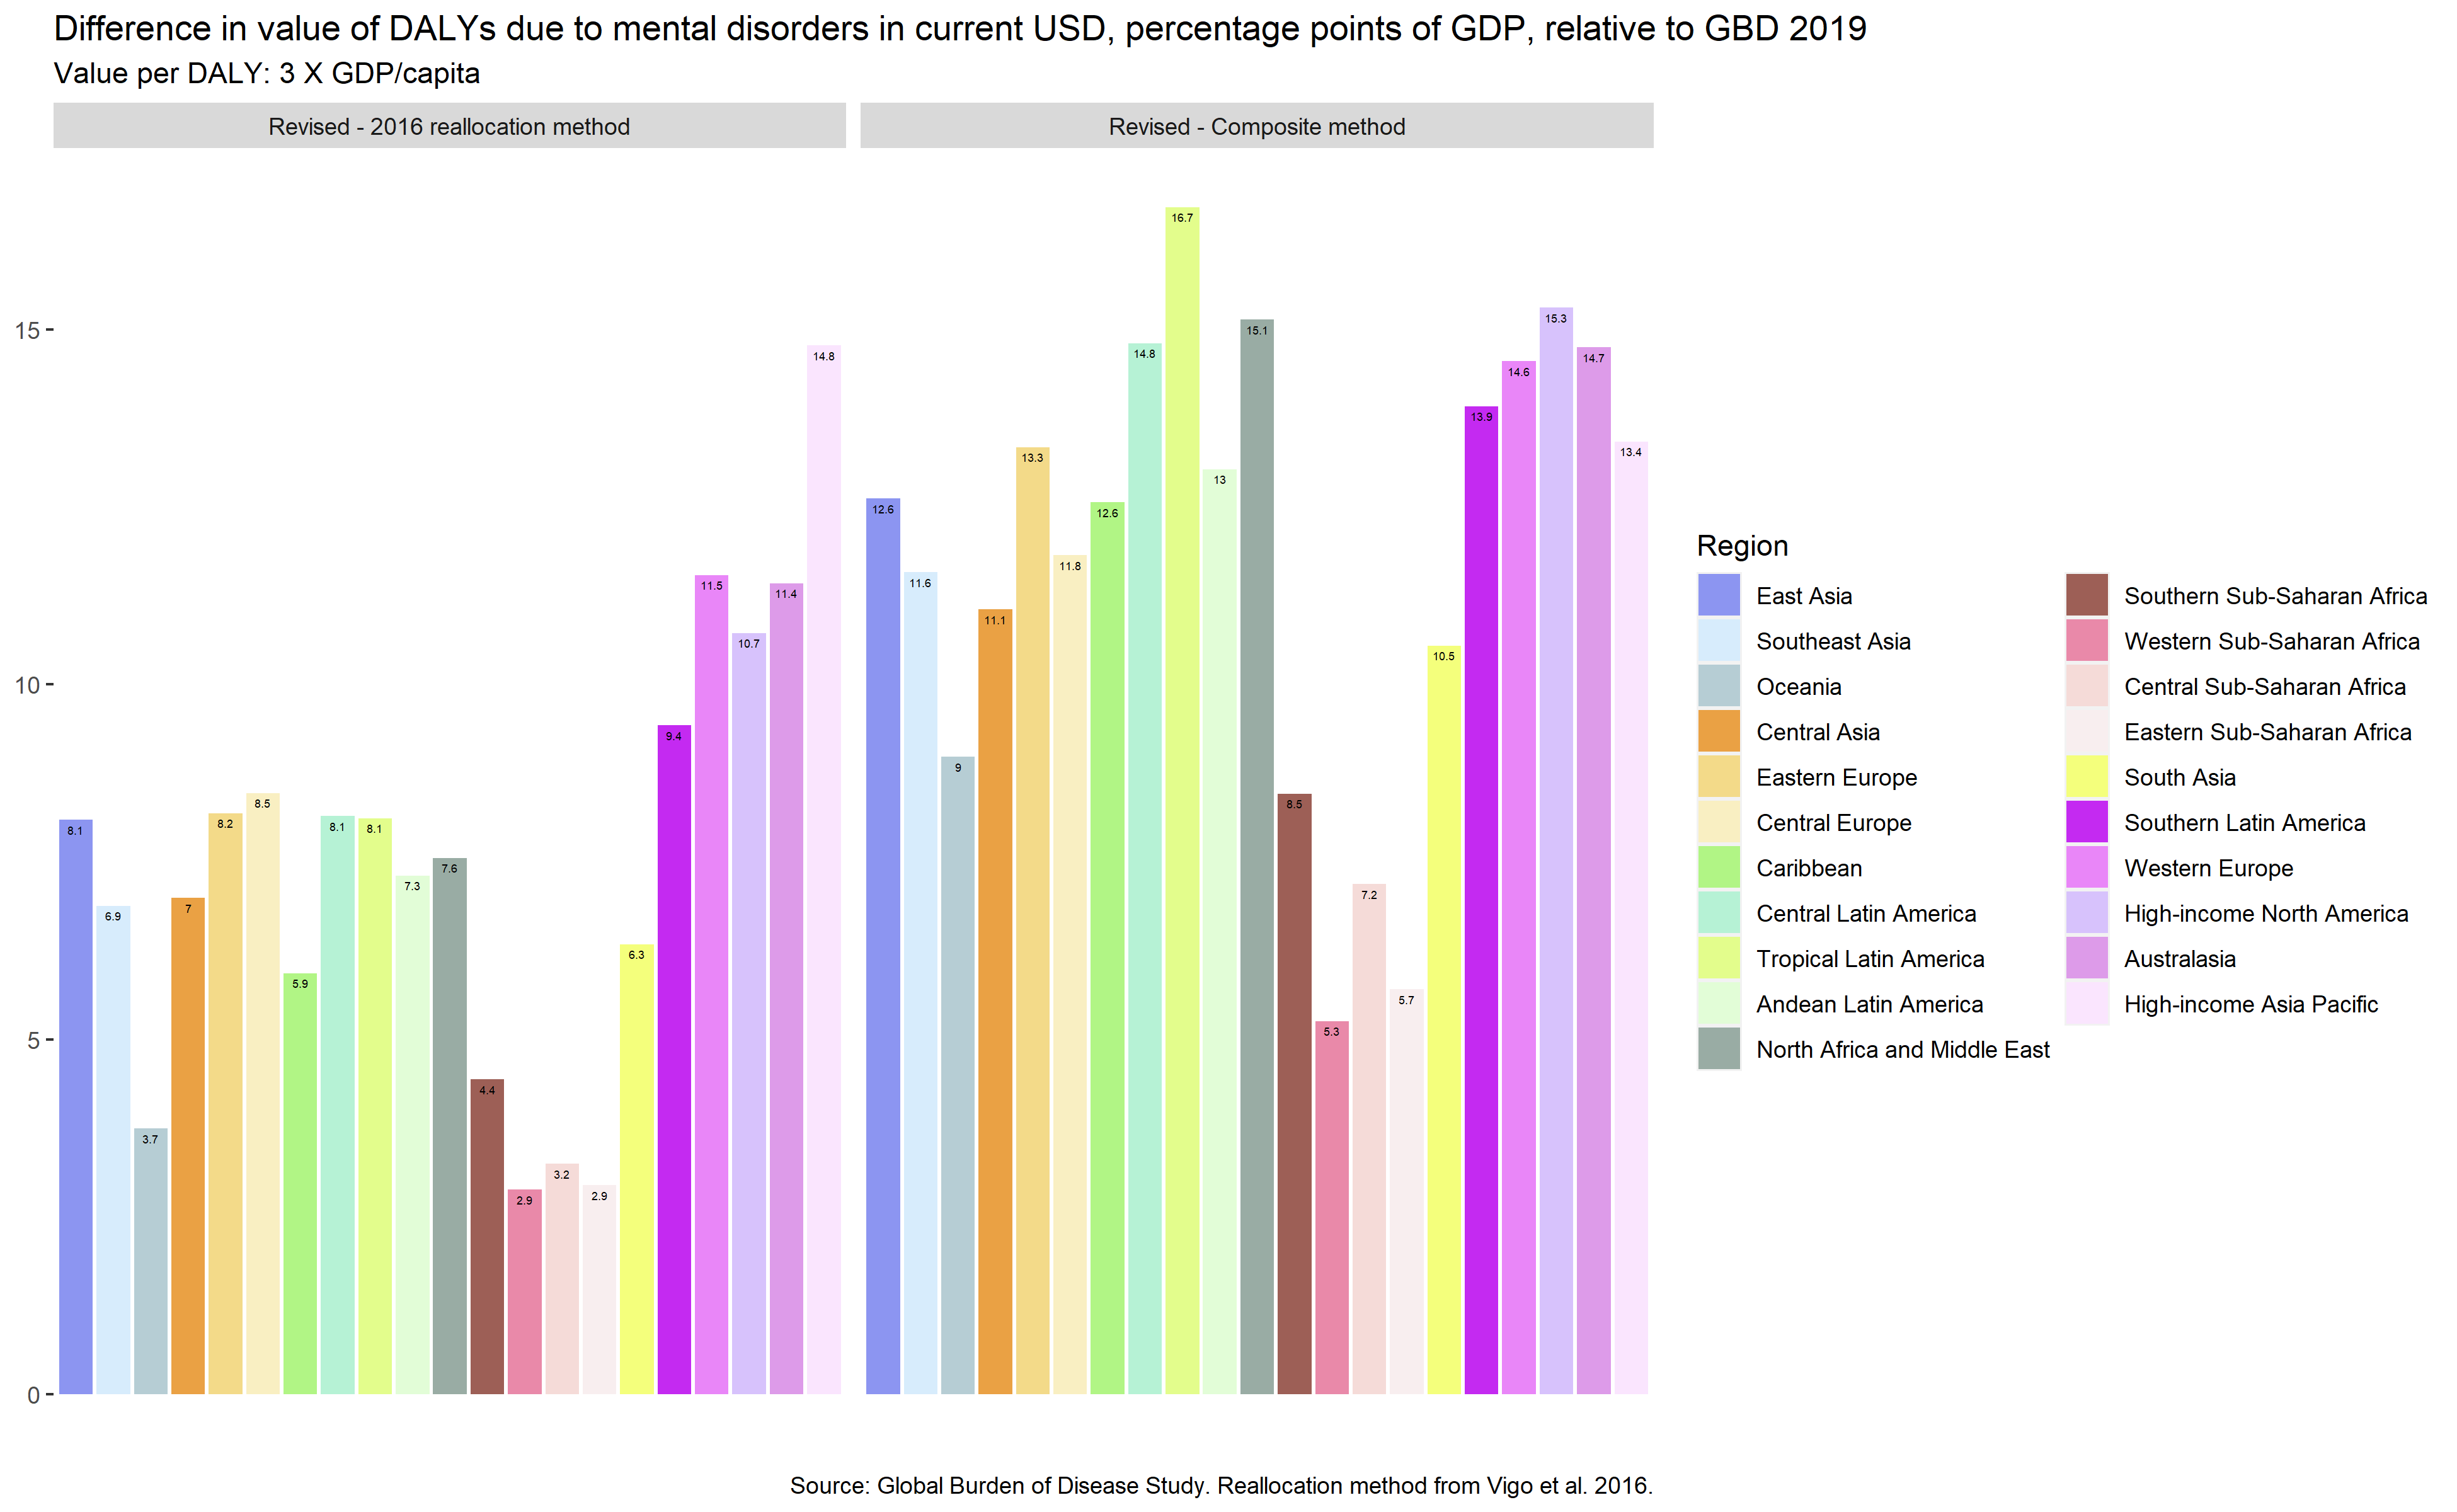 Difference in value of DALYs due to mental disorders in current USD, percentage points of GDP, relative to GBD 2019
Value per DALY: 3 X GDP/capita
Revised - 2016 reallocation method
Revised - Composite method
15
10
5
0
8.1
6.9
3.7
7
8.2
8.5
5.9
8.1
8.1
7.3
7.6
4.4
2.9
3.2
2.9
6.3
9.4
11.5
10.7
11.4
14.8
12.6
11.6
9
11.1
13.3
11.8
12.6
14.8
16.7
13
15.1
8.5
5.3
7.2
5.7
10.5
13.9
14.6
15.3
14.7
13.4
Region
East Asia
Southeast Asia
Oceania
Central Asia
Eastern Europe
Central Europe
Caribbean
Central Latin America
Tropical Latin America
Andean Latin America
North Africa and Middle East
Southern Sub-Saharan Africa
Western Sub-Saharan Africa
Central Sub-Saharan Africa
Eastern Sub-Saharan Africa
South Asia
Southern Latin America
Western Europe
High-income North America
Australasia
High-income Asia Pacific
Source: Global Burden of Disease Study. Reallocation method from Vigo et al. 2016.